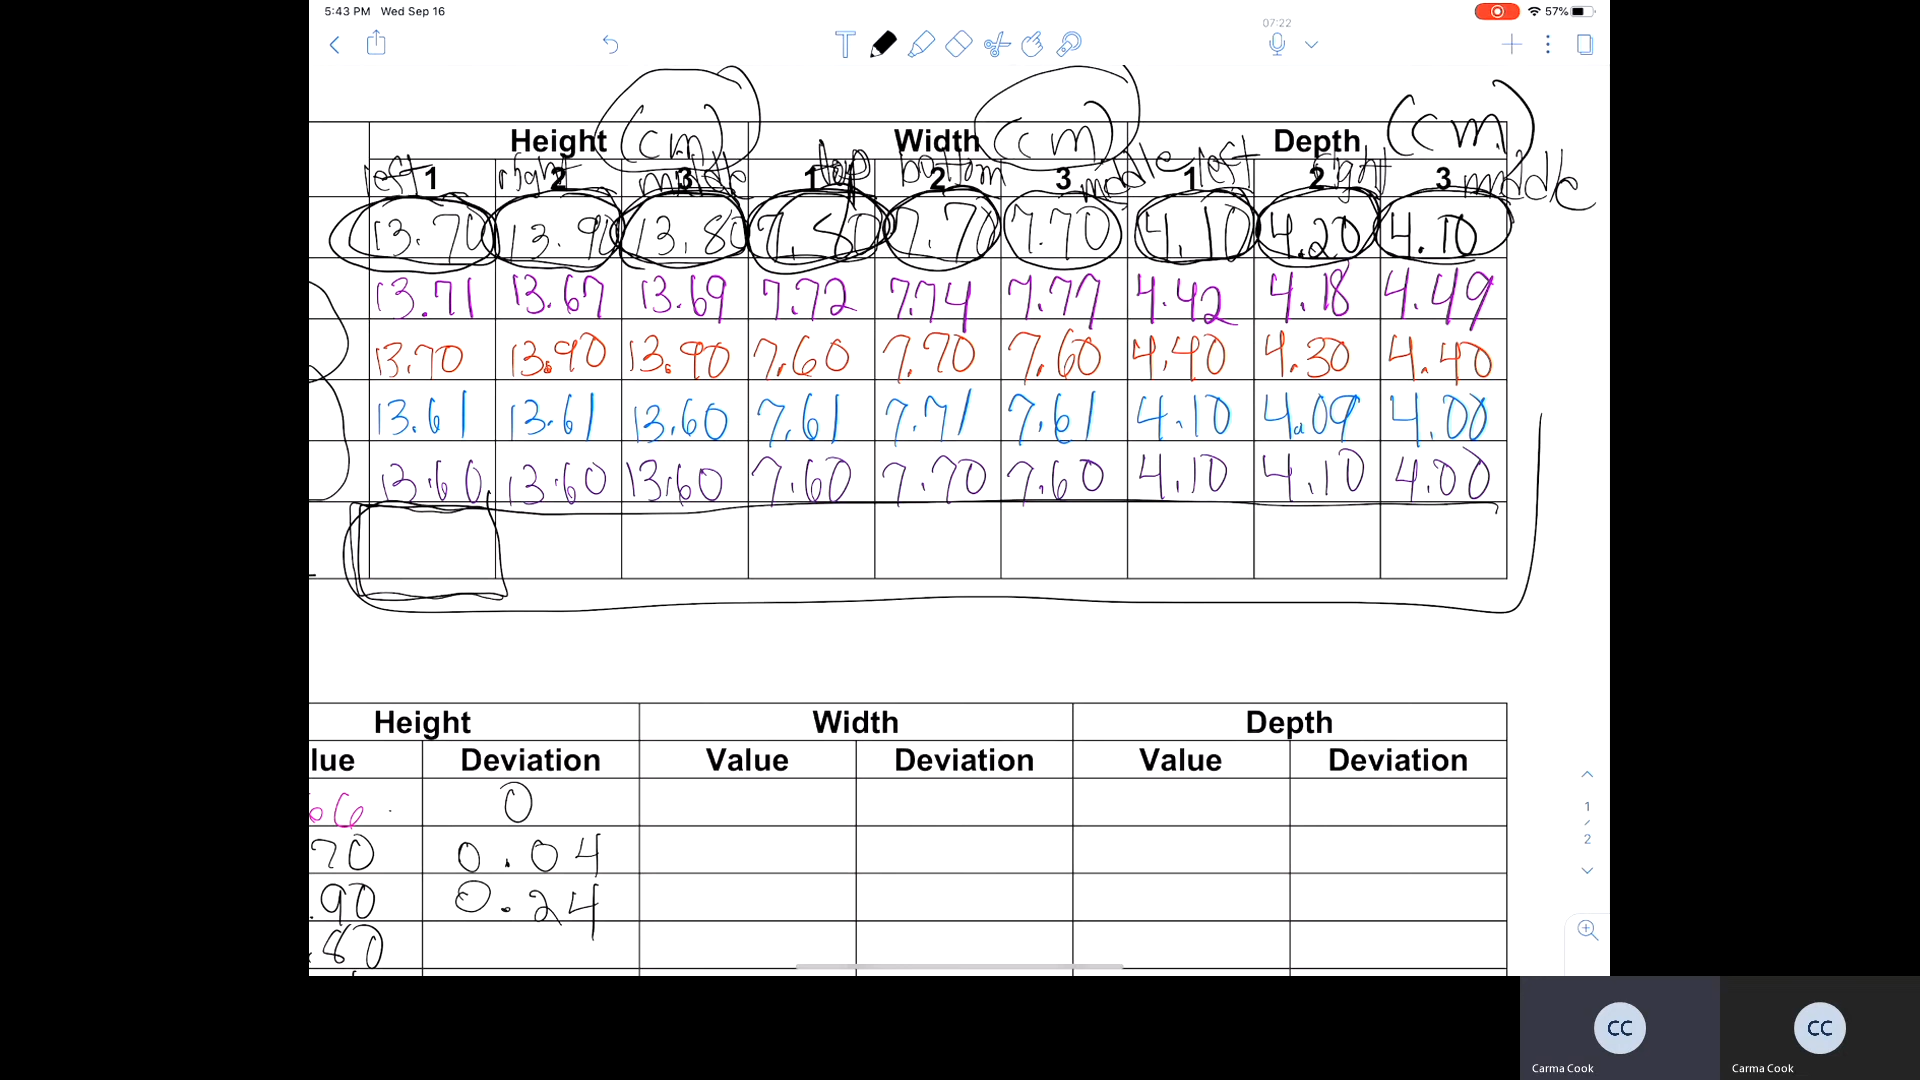 5:43 PM Wed Sep 16 57%
07:22
Height (cm) Width (cm) Depth (cm)
left 1 right 2 middle 3 1 top bottom 2 3 middle 1 left 2 right 3 middle
13.70 13.90 13.80 7.80 7.70 7.70 4.10 4.20 4.10
13.71 13.67 13.69 7.72 7.74 7.77 4.42 4.18 4.49
13.70 13.90 13.90 7.60 7.70 7.60 4.40 4.30 4.40
13.61 13.61 13.60 7.61 7.71 7.61 4.10 4.09 4.00
13.60 13.60 13.60 7.60 7.70 7.60 4.10 4.10 4.00
Height Width Depth
lue Deviation Value Deviation Value Deviation
66 0
70 0.04
.90 0.24
.80
1
/
2
CC CC
Carma Cook Carma Cook